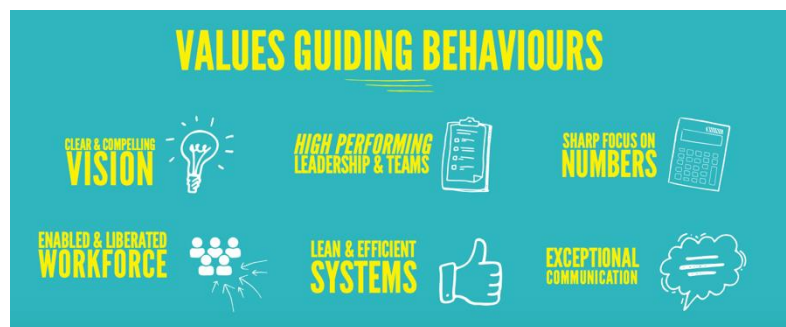 VALUES GUIDING BEHAVIOURS
CLEAR & COMPELLING
VISION
HIGH PERFORMING
LEADERSHIP & TEAMS
SHARP FOCUS ON
NUMBERS
ENABLED & LIBERATED
WORKFORCE
LEAN & EFFICIENT
SYSTEMS
EXCEPTIONAL
COMMUNICATION